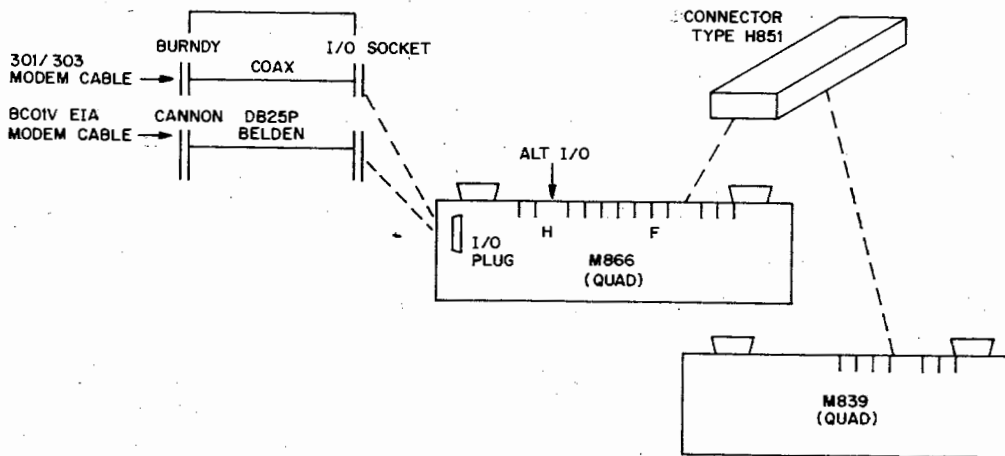 CONNECTOR
TYPE H851
BURNDY
I/O SOCKET
301/303
MODEM CABLE
COAX
BC01V EIA
MODEM CABLE
CANNON
DB25P
BELDEN
ALT I/O
H
F
I/O
PLUG
M866
(QUAD)
M839
(QUAD)